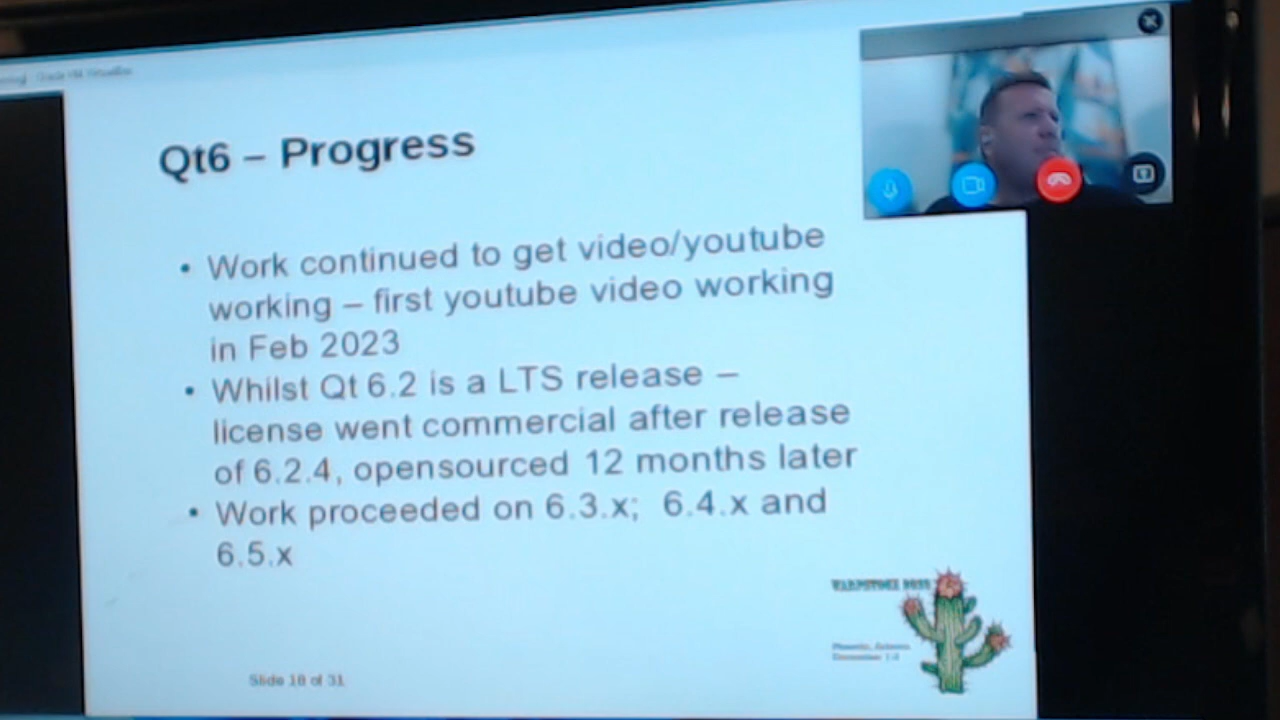 Qt6 – Progress
• Work continued to get video/youtube
working – first youtube video working
in Feb 2023
• Whilst Qt 6.2 is a LTS release –
license went commercial after release
of 6.2.4, opensourced 12 months later
• Work proceeded on 6.3.x; 6.4.x and
6.5.x
Phoenix, Arizona
Slide 18 of 31